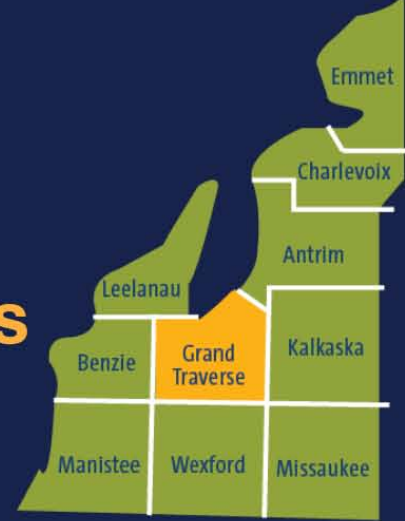 Emmet
Charlevoix
Antrim
Leelanau
s
Benzie
Grand
Traverse
Kalkaska
Manistee
Wexford
Missaukee